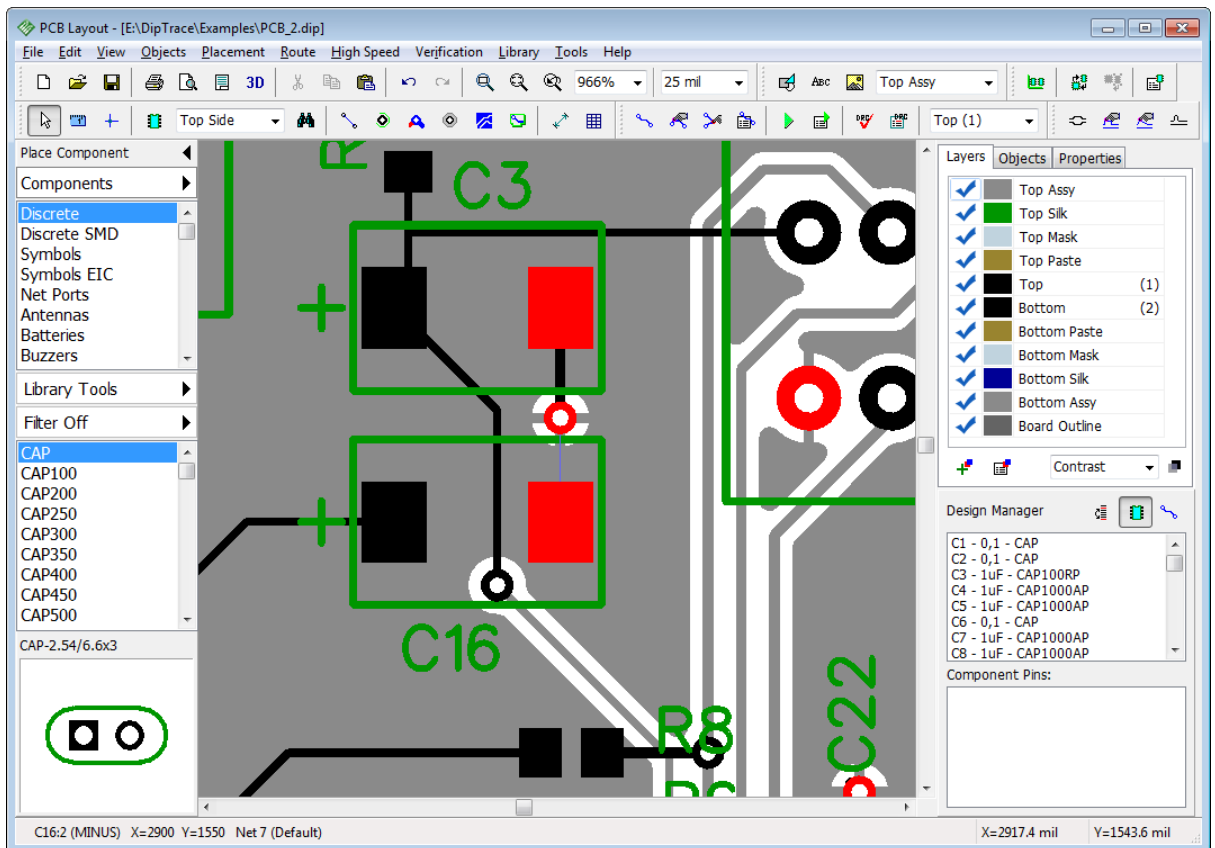 PCB Layout - [E:\DipTrace\Examples\PCB_2.dip]
File Edit View Objects Placement Route High Speed Verification Library Tools Help
3D 966% 25 mil ABC Top Assy
Top Side DRC DRC Top (1)
Place Component
Components
Discrete
Discrete SMD
Symbols
Symbols EIC
Net Ports
Antennas
Batteries
Buzzers
Library Tools
Filter Off
CAP
CAP100
CAP200
CAP250
CAP300
CAP350
CAP400
CAP450
CAP500
CAP-2.54/6.6x3
R
C3
+
+
C16
R8
C22
Layers Objects Properties
Top Assy
Top Silk
Top Mask
Top Paste
Top (1)
Bottom (2)
Bottom Paste
Bottom Mask
Bottom Silk
Bottom Assy
Board Outline
Contrast
Design Manager
C1 - 0,1 - CAP
C2 - 0,1 - CAP
C3 - 1uF - CAP100RP
C4 - 1uF - CAP1000AP
C5 - 1uF - CAP1000AP
C6 - 0,1 - CAP
C7 - 1uF - CAP1000AP
C8 - 1uF - CAP1000AP
Component Pins:
C16:2 (MINUS) X=2900 Y=1550 Net 7 (Default)
X=2917.4 mil Y=1543.6 mil